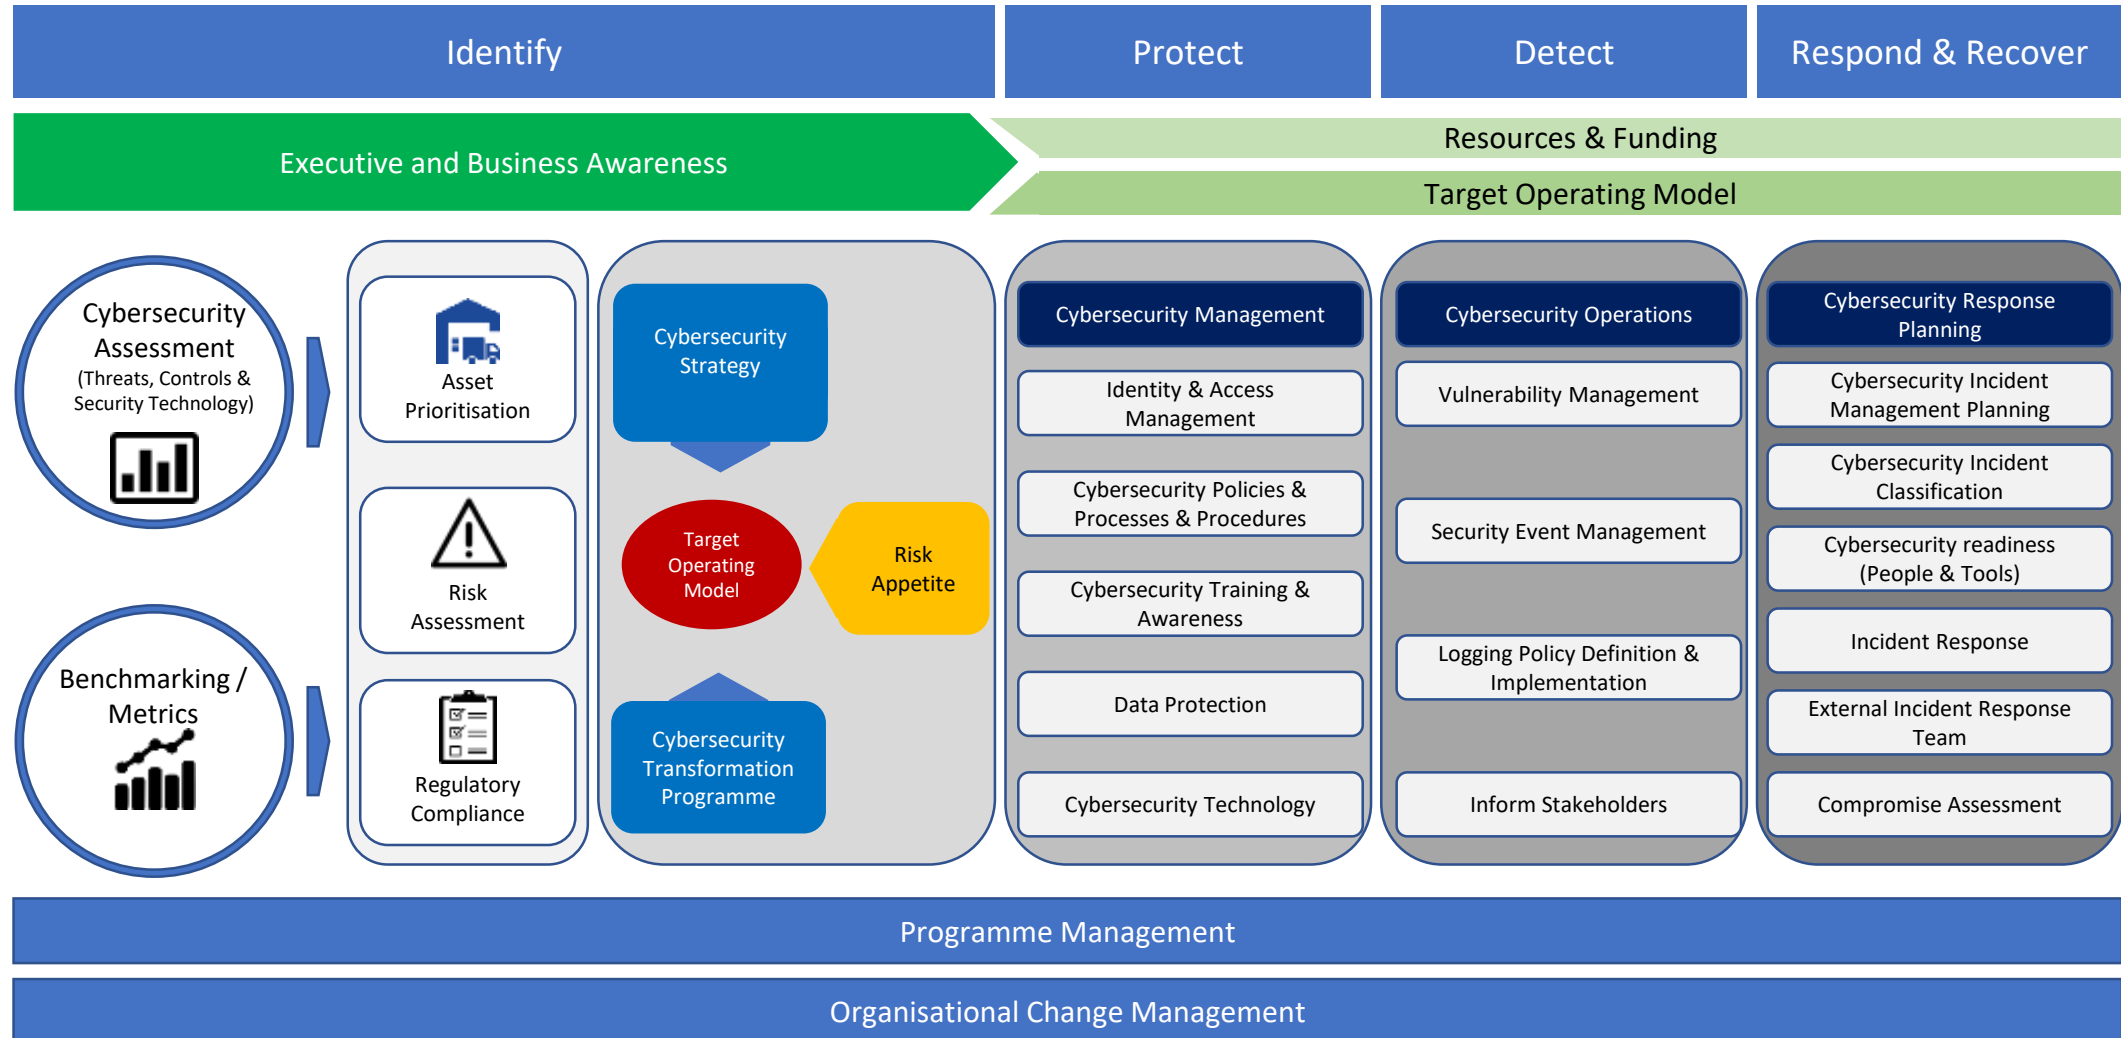 Identify
Protect
Detect
Respond & Recover
Executive and Business Awareness
Resources & Funding
Target Operating Model
Cybersecurity
Assessment
(Threats, Controls &
Security Technology)
Benchmarking /
Metrics
Asset
Prioritisation
Risk
Assessment
Regulatory
Compliance
Cybersecurity
Strategy
Target
Operating
Model
Risk
Appetite
Cybersecurity
Transformation
Programme
Cybersecurity Management
Identity & Access
Management
Cybersecurity Policies &
Processes & Procedures
Cybersecurity Training &
Awareness
Data Protection
Cybersecurity Technology
Cybersecurity Operations
Vulnerability Management
Security Event Management
Logging Policy Definition &
Implementation
Inform Stakeholders
Cybersecurity Response
Planning
Cybersecurity Incident
Management Planning
Cybersecurity Incident
Classification
Cybersecurity readiness
(People & Tools)
Incident Response
External Incident Response
Team
Compromise Assessment
Programme Management
Organisational Change Management